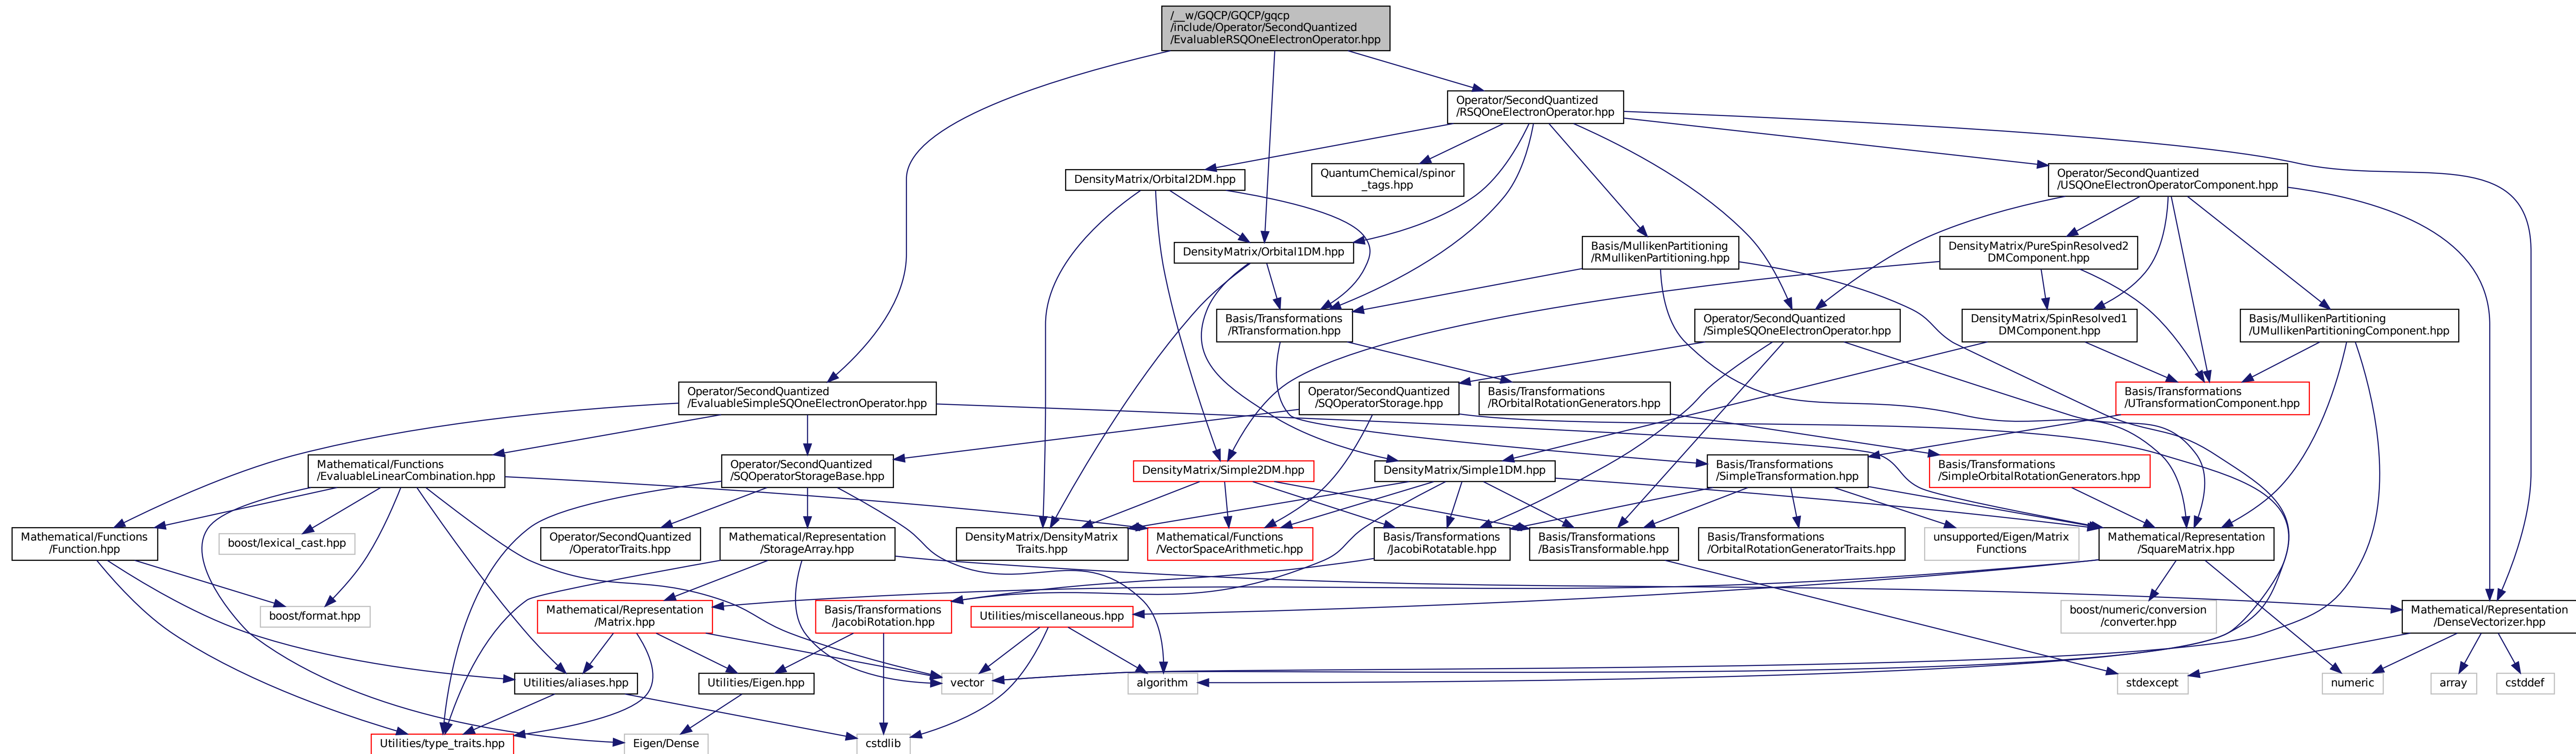 /__w/GQCP/GQCP/gqcp
/include/Operator/SecondQuantized
/EvaluableRSQOneElectronOperator.hpp
Operator/SecondQuantized
/RSQOneElectronOperator.hpp
DensityMatrix/Orbital2DM.hpp
QuantumChemical/spinor
_tags.hpp
Operator/SecondQuantized
/USQOneElectronOperatorComponent.hpp
DensityMatrix/Orbital1DM.hpp
Basis/MullikenPartitioning
/RMullikenPartitioning.hpp
DensityMatrix/PureSpinResolved2
DMComponent.hpp
Basis/Transformations
/RTransformation.hpp
Operator/SecondQuantized
/SimpleSQOneElectronOperator.hpp
DensityMatrix/SpinResolved1
DMComponent.hpp
Basis/MullikenPartitioning
/UMullikenPartitioningComponent.hpp
Operator/SecondQuantized
/EvaluableSimpleSQOneElectronOperator.hpp
Operator/SecondQuantized
/SQOperatorStorage.hpp
Basis/Transformations
/ROrbitalRotationGenerators.hpp
Basis/Transformations
/UTransformationComponent.hpp
Mathematical/Functions
/EvaluableLinearCombination.hpp
Operator/SecondQuantized
/SQOperatorStorageBase.hpp
DensityMatrix/Simple2DM.hpp
DensityMatrix/Simple1DM.hpp
Basis/Transformations
/SimpleTransformation.hpp
Basis/Transformations
/SimpleOrbitalRotationGenerators.hpp
Mathematical/Functions
/Function.hpp
boost/lexical_cast.hpp
Operator/SecondQuantized
/OperatorTraits.hpp
Mathematical/Representation
/StorageArray.hpp
DensityMatrix/DensityMatrix
Traits.hpp
Mathematical/Functions
/VectorSpaceArithmetic.hpp
Basis/Transformations
/JacobiRotatable.hpp
Basis/Transformations
/BasisTransformable.hpp
Basis/Transformations
/OrbitalRotationGeneratorTraits.hpp
unsupported/Eigen/Matrix
Functions
Mathematical/Representation
/SquareMatrix.hpp
boost/format.hpp
Mathematical/Representation
/Matrix.hpp
Basis/Transformations
/JacobiRotation.hpp
Utilities/miscellaneous.hpp
boost/numeric/conversion
/converter.hpp
Mathematical/Representation
/DenseVectorizer.hpp
Utilities/aliases.hpp
Utilities/Eigen.hpp
vector
algorithm
stdexcept
numeric
array
cstddef
Utilities/type_traits.hpp
Eigen/Dense
cstdlib